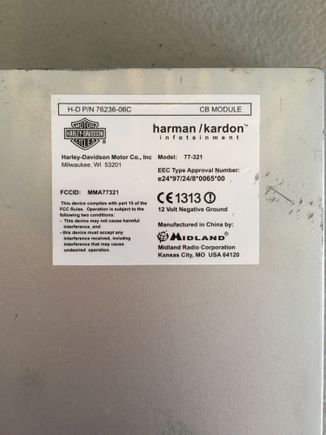 H-D P/N 76236-06C
CB MODULE
MOTOR
HARLEY-DAVIDSON
CYCLES
Harley-Davidson Motor Co., Inc
Milwaukee, WI 53201
FCCID: MMA77321
This device complies with part 15 of the
FCC Rules. Operation is subject to the
following two conditions:
- This device may not cause harmful
interference, and
- this device must accept any
interference received, including
interference that may cause
undesired operation.
harman/kardon™
infotainment
Model: 77-321
EEC Type Approval Number:
e24*97/24/8*0065*00
CE1313
12 Volt Negative Ground
Manufactured in China by:
MIDLAND®
Midland Radio Corporation
Kansas City, MO USA 64120